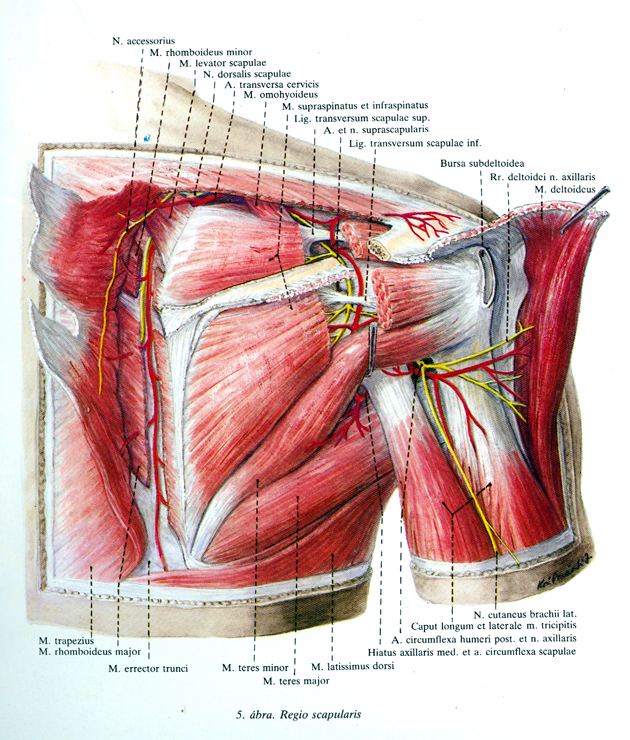 N. accessorius
M. rhomboideus minor
M. levator scapulae
N. dorsalis scapulae
A. transversa cervicis
M. omohyoideus
M. supraspinatus et infraspinatus
Lig. transversum scapulae sup.
A. et n. suprascapularis
Lig. transversum scapulae inf.
Bursa subdeltoidea
Rr. deltoidei n. axillaris
M. deltoideus
N. cutaneus brachii lat.
Caput longum et laterale m. tricipitis
A. circumflexa humeri post. et n. axillaris
Hiatus axillaris med. et a. circumflexa scapulae
M. trapezius
M. rhomboideus major
M. errector trunci
M. teres minor
M. latissimus dorsi
M. teres major
5. ábra. Regio scapularis